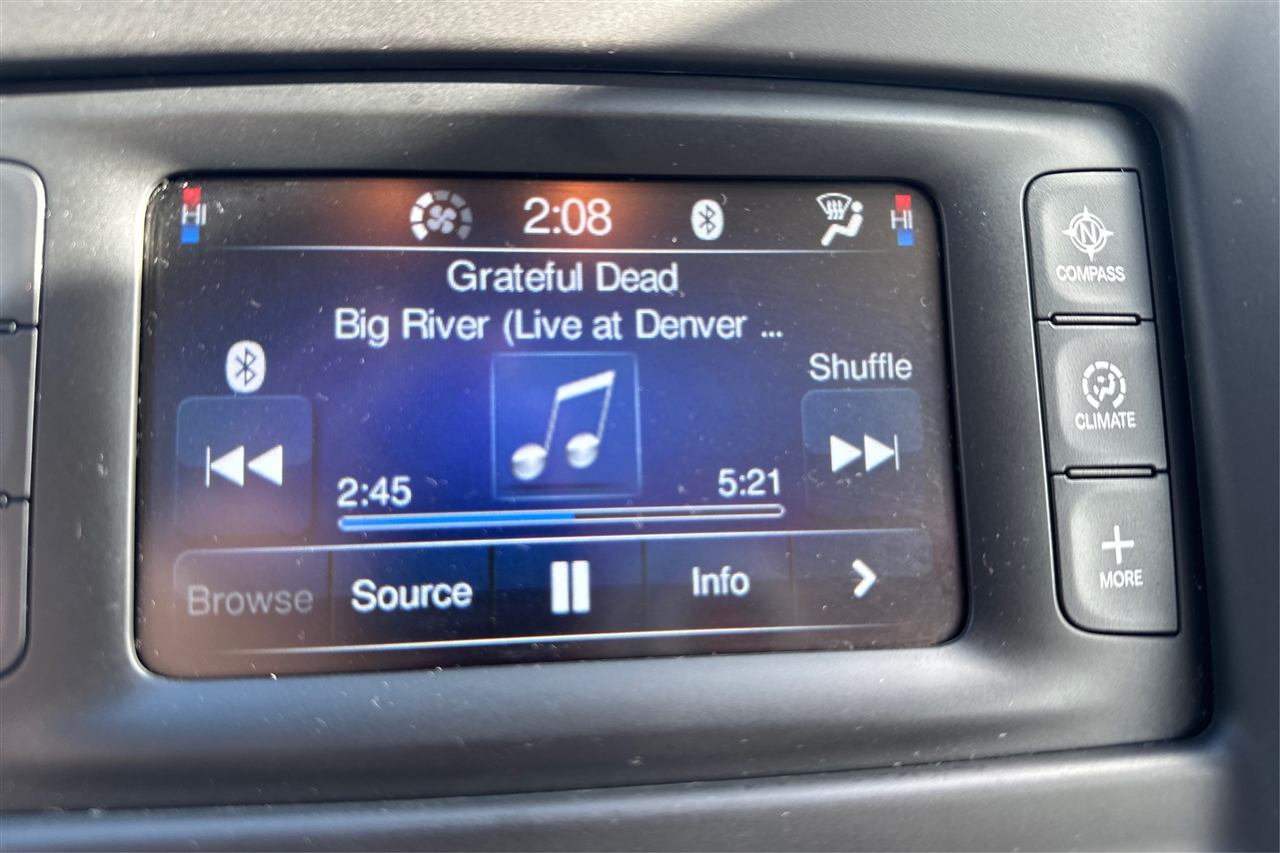 HI 2:08 HI
Grateful Dead
Big River (Live at Denver ...
Shuffle
2:45 5:21
Browse Source Info
N
COMPASS
CLIMATE
MORE